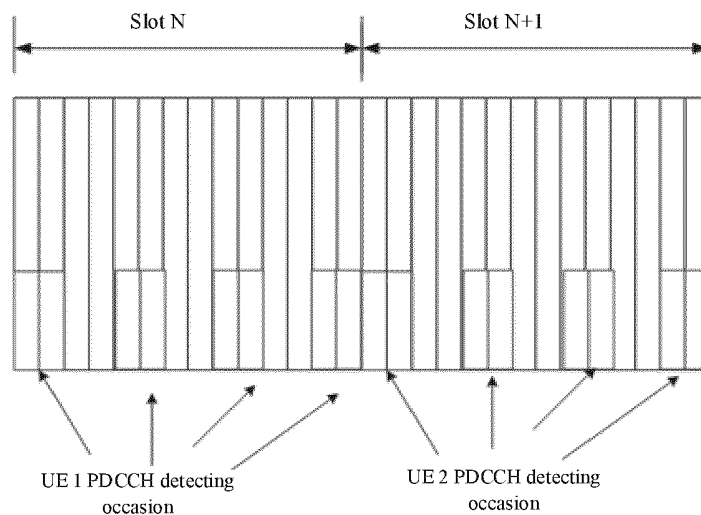 Slot N
Slot N+1
UE 1 PDCCH detecting
occasion
UE 2 PDCCH detecting
occasion